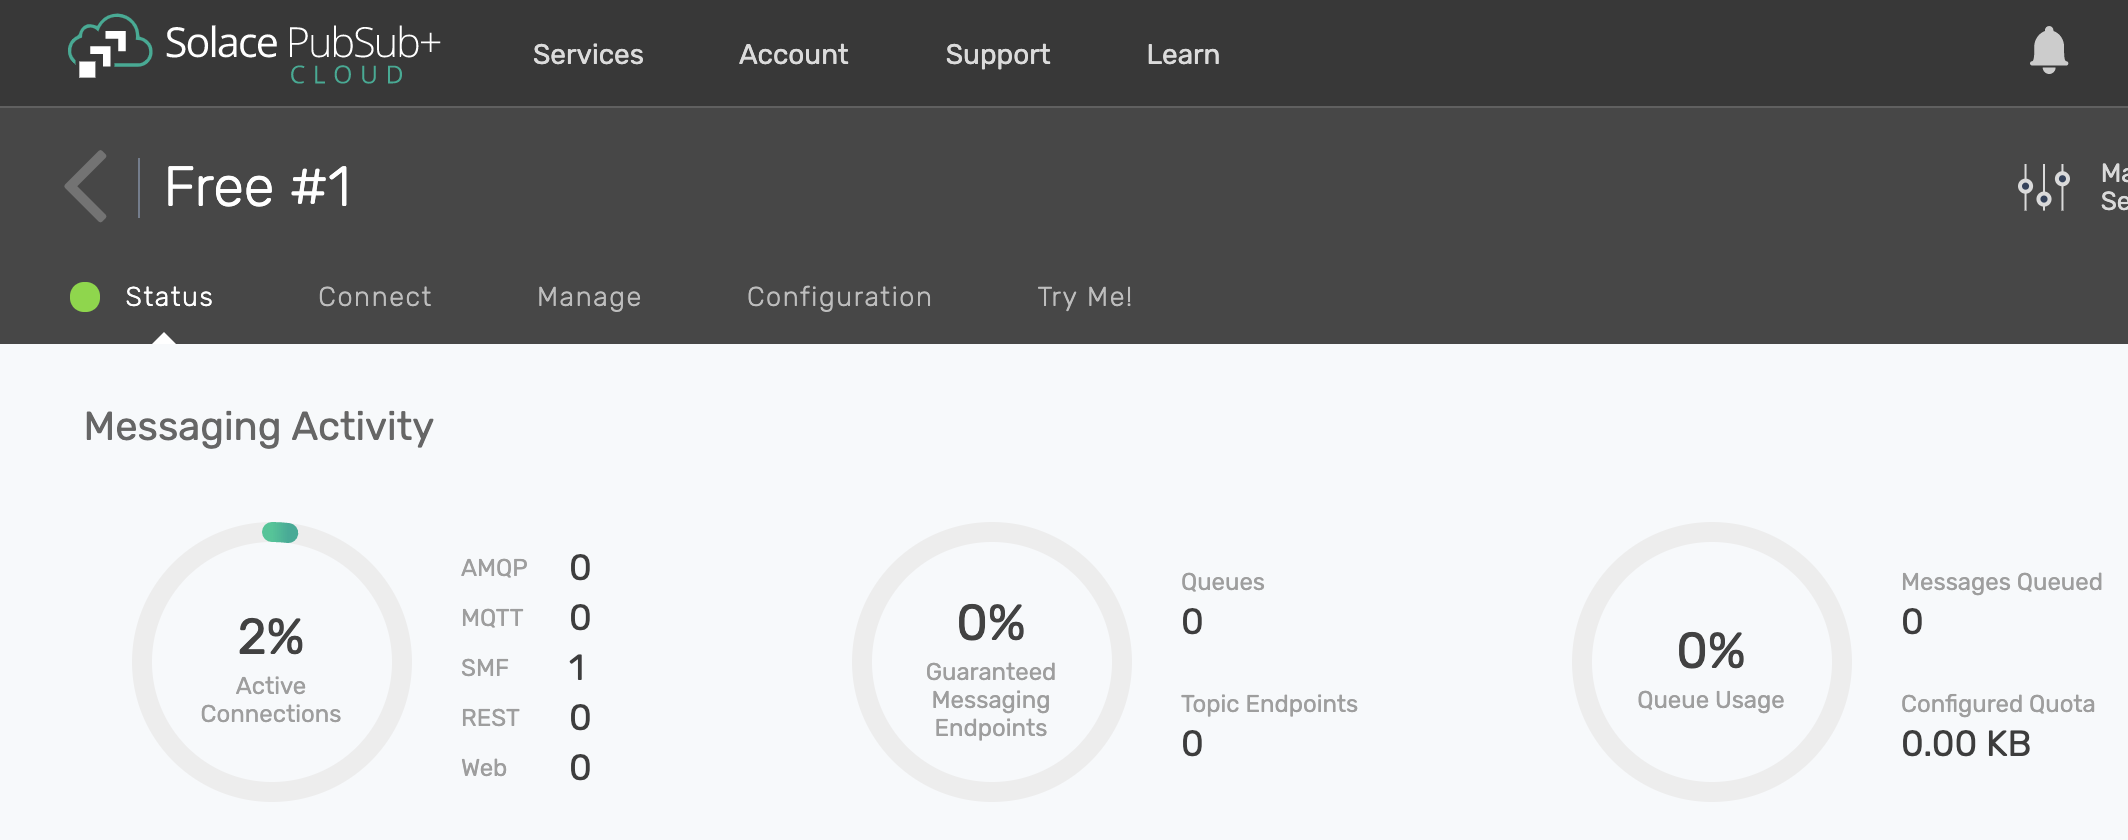 Solace PubSub+
CLOUD
Services
Account
Support
Learn
Free #1
Ma
Se
Status
Connect
Manage
Configuration
Try Me!
Messaging Activity
2%
Active
Connections
AMQP 0
MQTT 0
SMF 1
REST 0
Web 0
0%
Guaranteed
Messaging
Endpoints
Queues
0
Topic Endpoints
0
0%
Queue Usage
Messages Queued
0
Configured Quota
0.00 KB